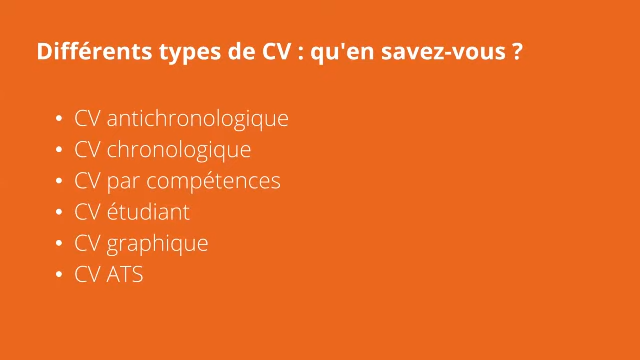 Différents types de CV : qu'en savez-vous ?
• CV antichronologique
• CV chronologique
• CV par compétences
• CV étudiant
• CV graphique
• CV ATS